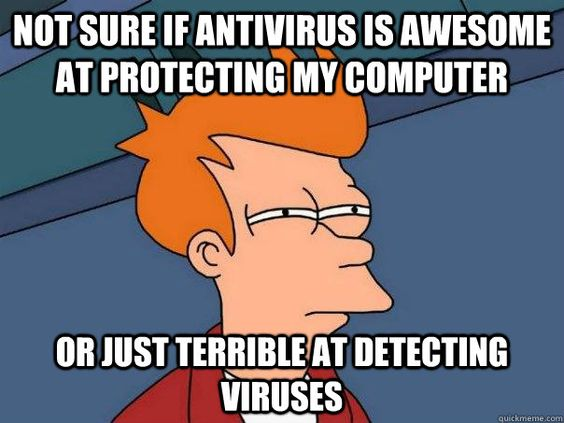 NOT SURE IF ANTIVIRUS IS AWESOME
AT PROTECTING MY COMPUTER
OR JUST TERRIBLE AT DETECTING
VIRUSES
quickmeme.com